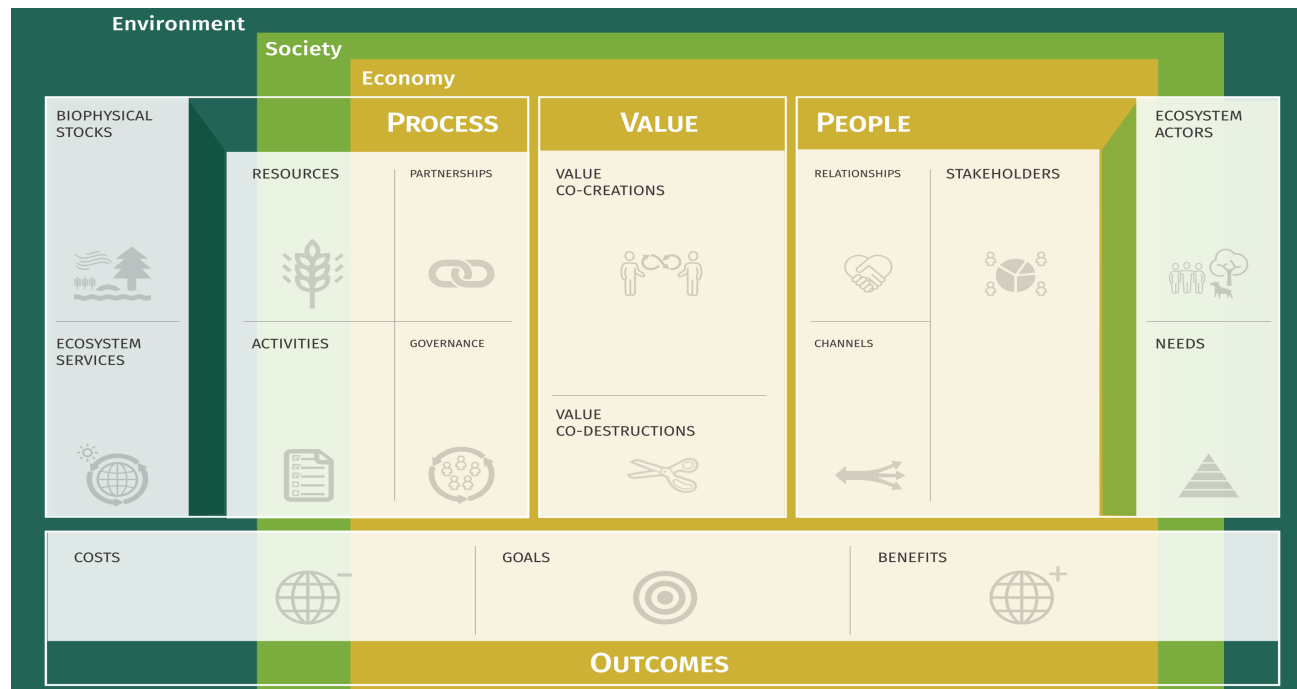 Environment
Society
Economy
BIOPHYSICAL
STOCKS
ECOSYSTEM
SERVICES
PROCESS
RESOURCES
PARTNERSHIPS
ACTIVITIES
GOVERNANCE
VALUE
VALUE
CO-CREATIONS
VALUE
CO-DESTRUCTIONS
PEOPLE
RELATIONSHIPS
STAKEHOLDERS
CHANNELS
ECOSYSTEM
ACTORS
NEEDS
COSTS
GOALS
BENEFITS
OUTCOMES